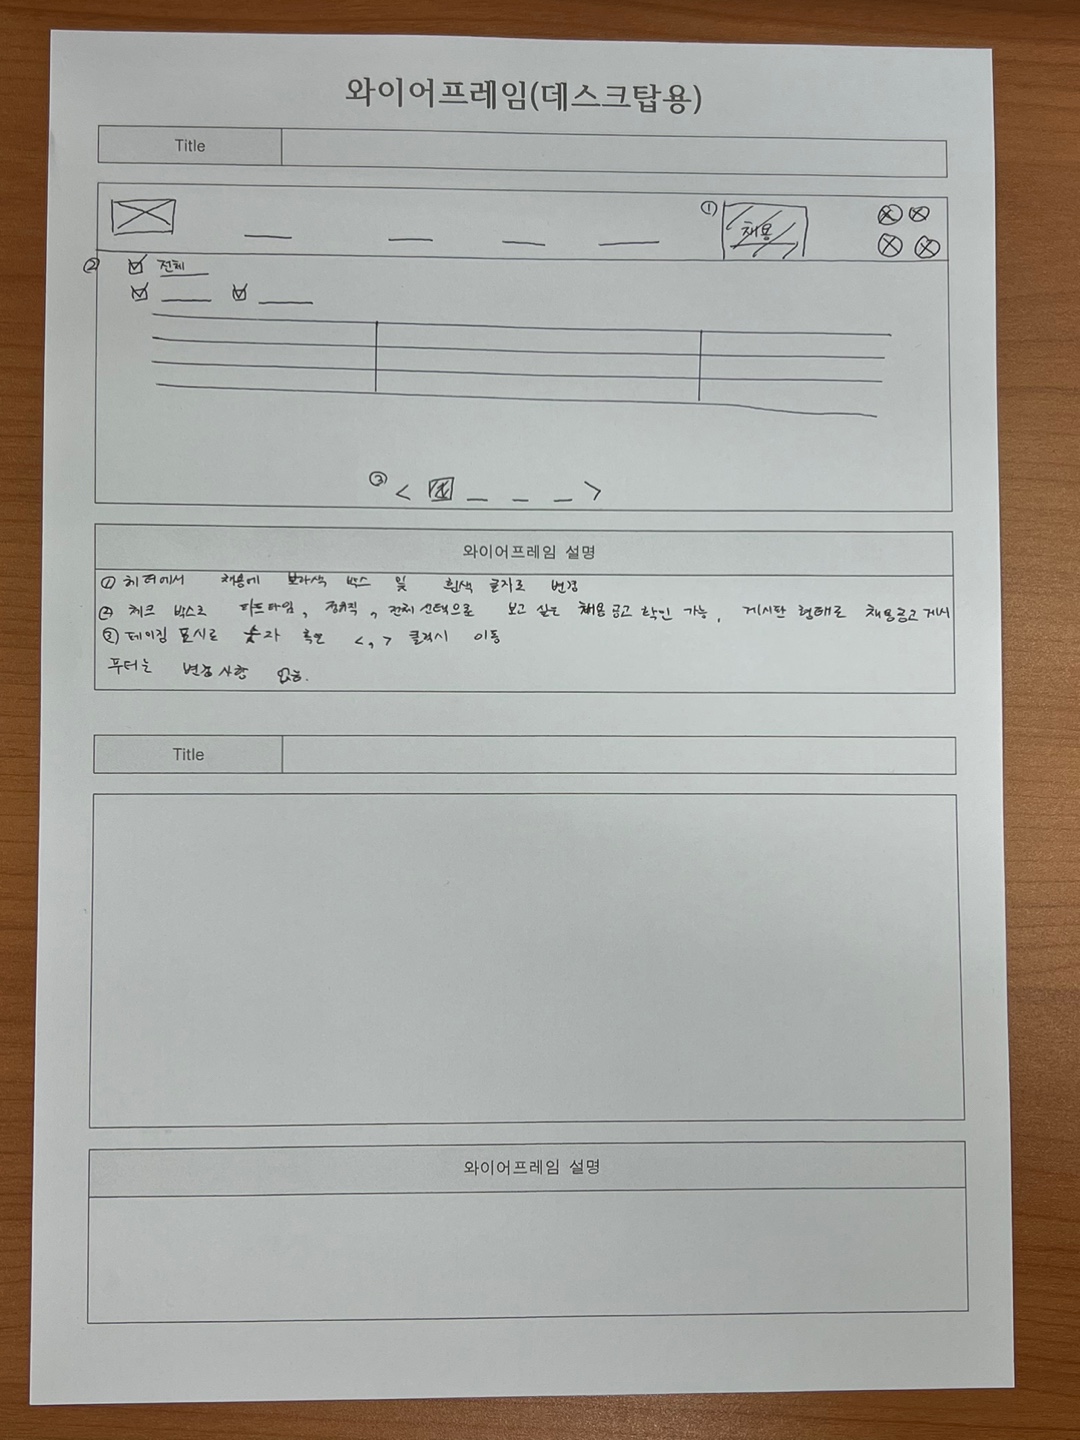 와이어프레임(데스크탑용)
Title
① 채용
② 전체
③ < 1 >
와이어프레임 설명
① 헤더에서 채용에 보라색 박스 및 흰색 글자로 변경
② 체크 박스로 파트타임, 정규직, 전체 선택으로 보고 싶은 채용공고 확인 가능, 게시판 형태로 채용공고 게시
③ 페이징 표시로 숫자 혹은 <, > 클릭시 이동
푸터는 변경사항 없음.
Title
와이어프레임 설명